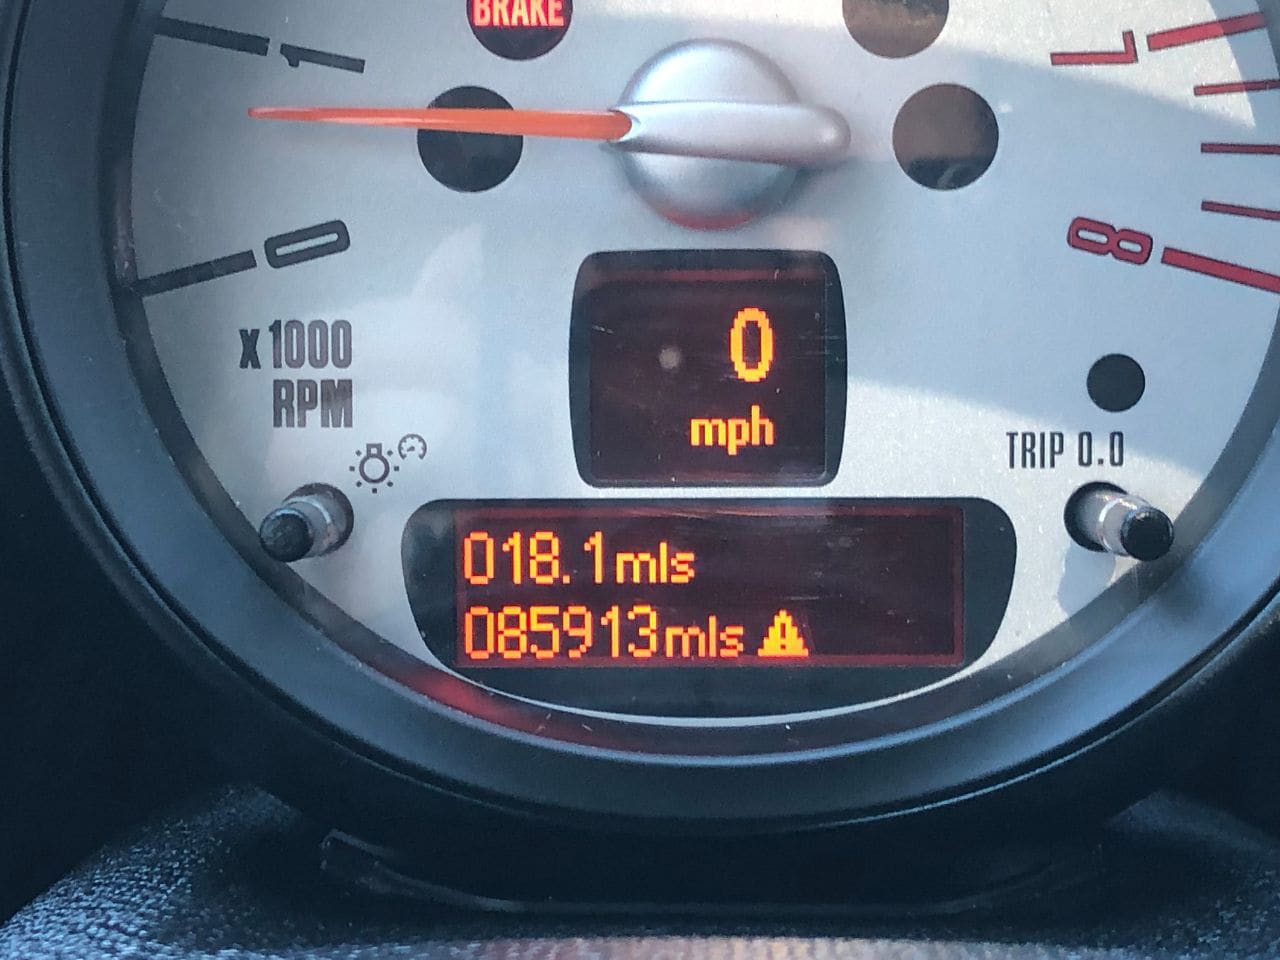 BRAKE
1
7
0
8
x1000
RPM
0
mph
TRIP 0.0
018.1mls
085913mls